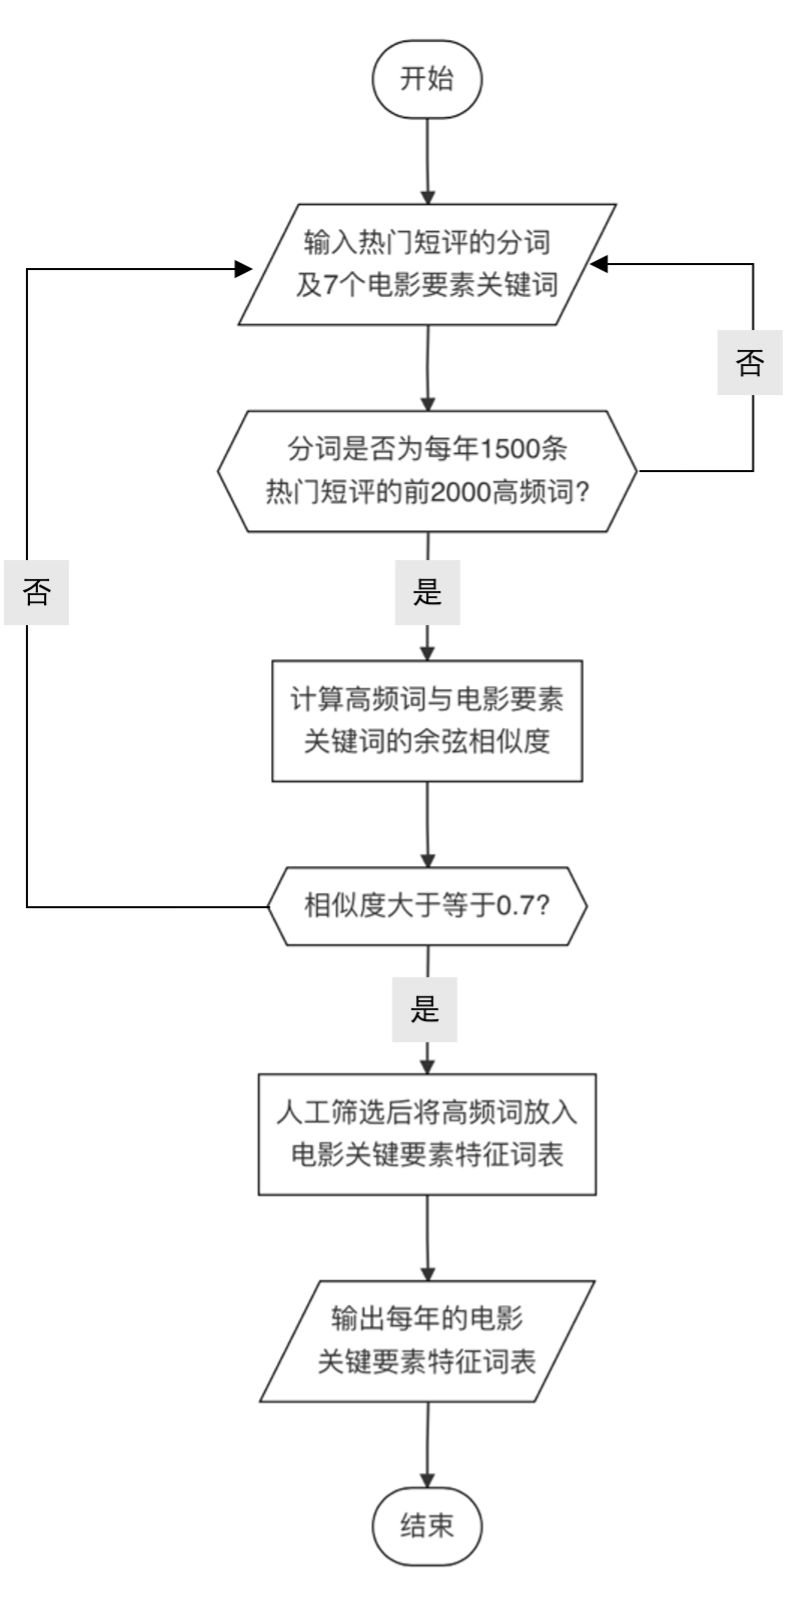 开始
输入热门短评的分词
及7个电影要素关键词
否
分词是否为每年1500条
热门短评的前2000高频词?
否
是
计算高频词与电影要素
关键词的余弦相似度
相似度大于等于0.7?
是
人工筛选后将高频词放入
电影关键要素特征词表
输出每年的电影
关键要素特征词表
结束